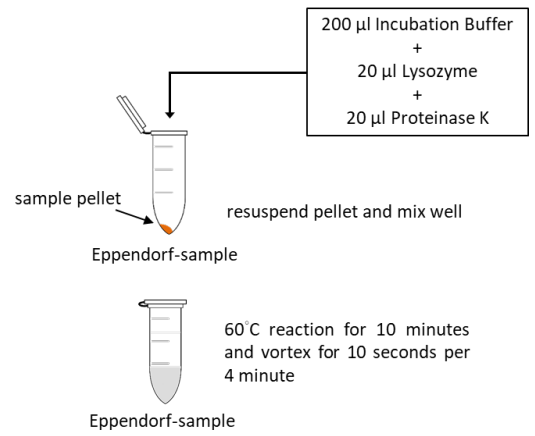 200 μl Incubation Buffer
+
20 μl Lysozyme
+
20 μl Proteinase K
sample pellet
resuspend pellet and mix well
Eppendorf-sample
60°C reaction for 10 minutes
and vortex for 10 seconds per
4 minute
Eppendorf-sample